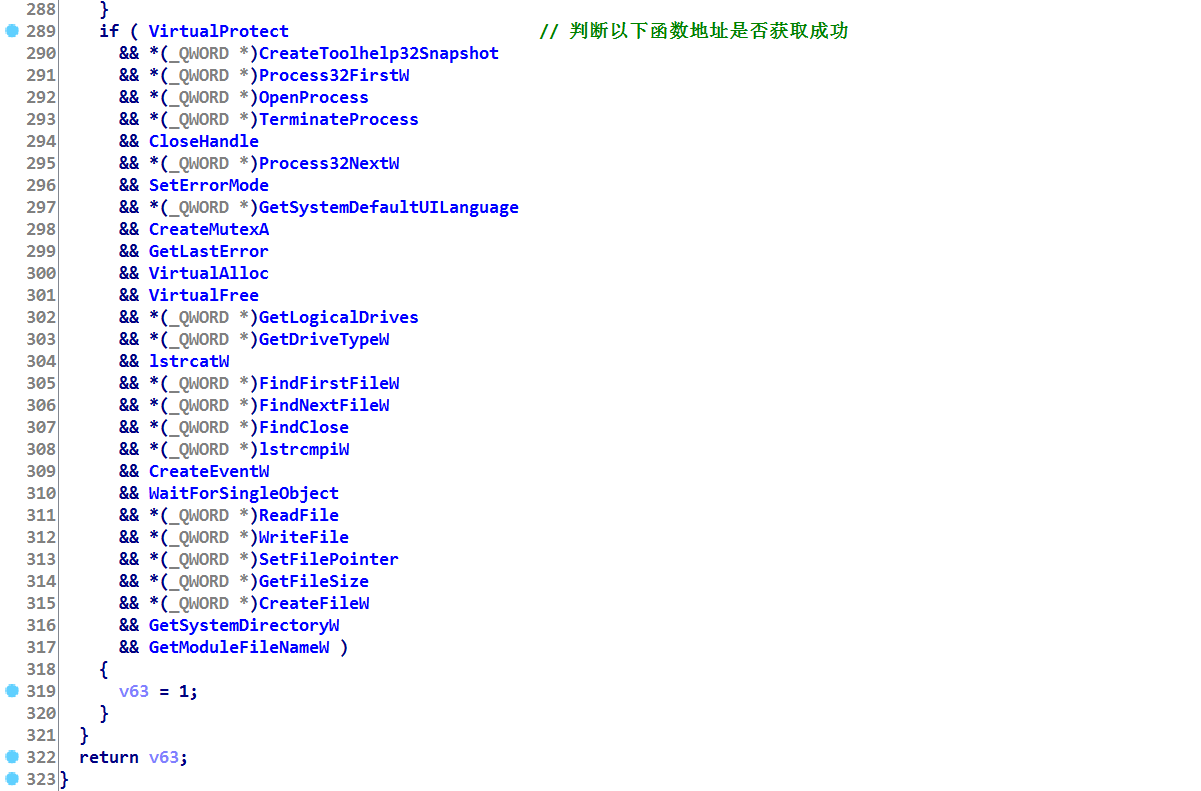 288     }
289     if ( VirtualProtect                         // 判断以下函数地址是否获取成功
290       && *(_QWORD *)CreateToolhelp32Snapshot
291       && *(_QWORD *)Process32FirstW
292       && *(_QWORD *)OpenProcess
293       && *(_QWORD *)TerminateProcess
294       && CloseHandle
295       && *(_QWORD *)Process32NextW
296       && SetErrorMode
297       && *(_QWORD *)GetSystemDefaultUILanguage
298       && CreateMutexA
299       && GetLastError
300       && VirtualAlloc
301       && VirtualFree
302       && *(_QWORD *)GetLogicalDrives
303       && *(_QWORD *)GetDriveTypeW
304       && lstrcatW
305       && *(_QWORD *)FindFirstFileW
306       && *(_QWORD *)FindNextFileW
307       && *(_QWORD *)FindClose
308       && *(_QWORD *)lstrcmpiW
309       && CreateEventW
310       && WaitForSingleObject
311       && *(_QWORD *)ReadFile
312       && *(_QWORD *)WriteFile
313       && *(_QWORD *)SetFilePointer
314       && *(_QWORD *)GetFileSize
315       && *(_QWORD *)CreateFileW
316       && GetSystemDirectoryW
317       && GetModuleFileNameW )
318     {
319       v63 = 1;
320     }
321   }
322   return v63;
323 }